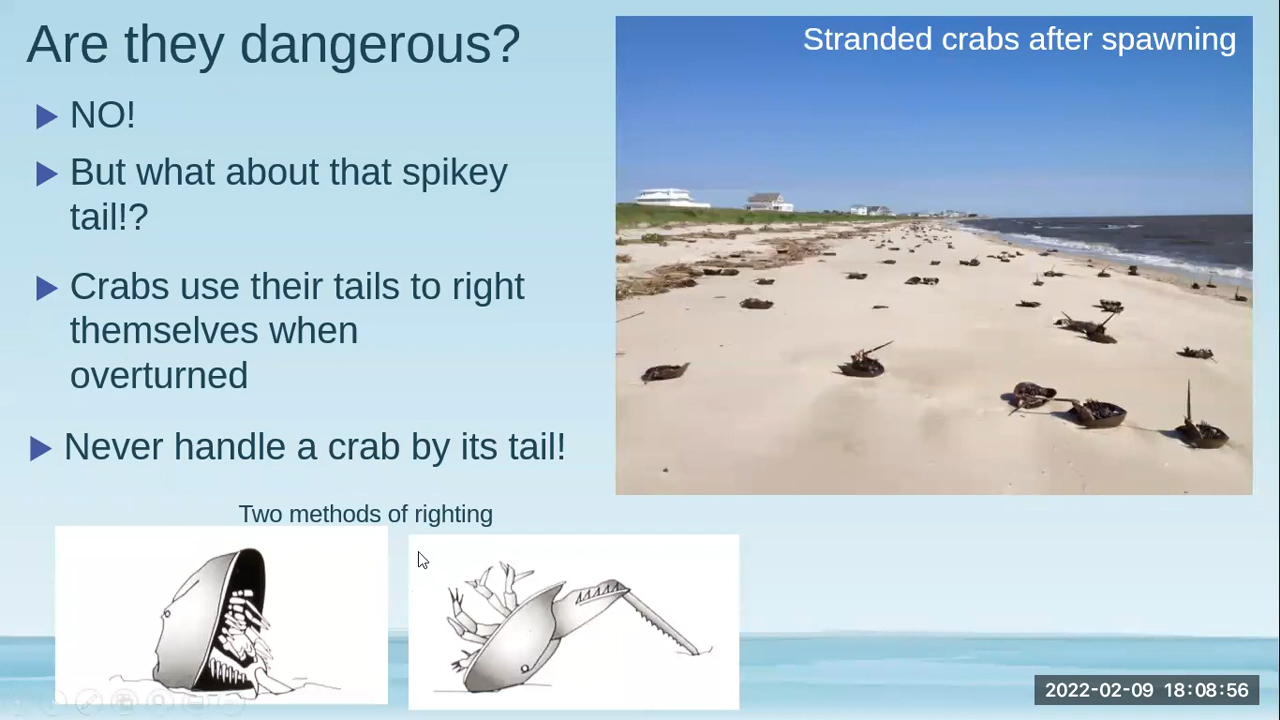 Are they dangerous?
NO!
But what about that spikey
tail!?
Crabs use their tails to right
themselves when
overturned
Never handle a crab by its tail!
Stranded crabs after spawning
Two methods of righting
2022-02-09 18:08:56